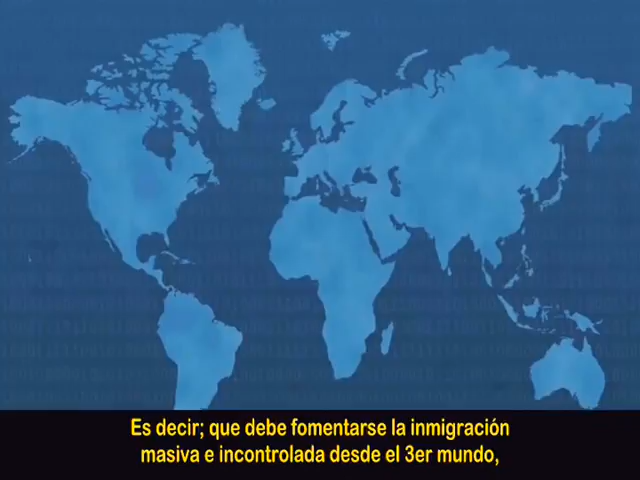 Es decir; que debe fomentarse la inmigración
masiva e incontrolada desde el 3er mundo,